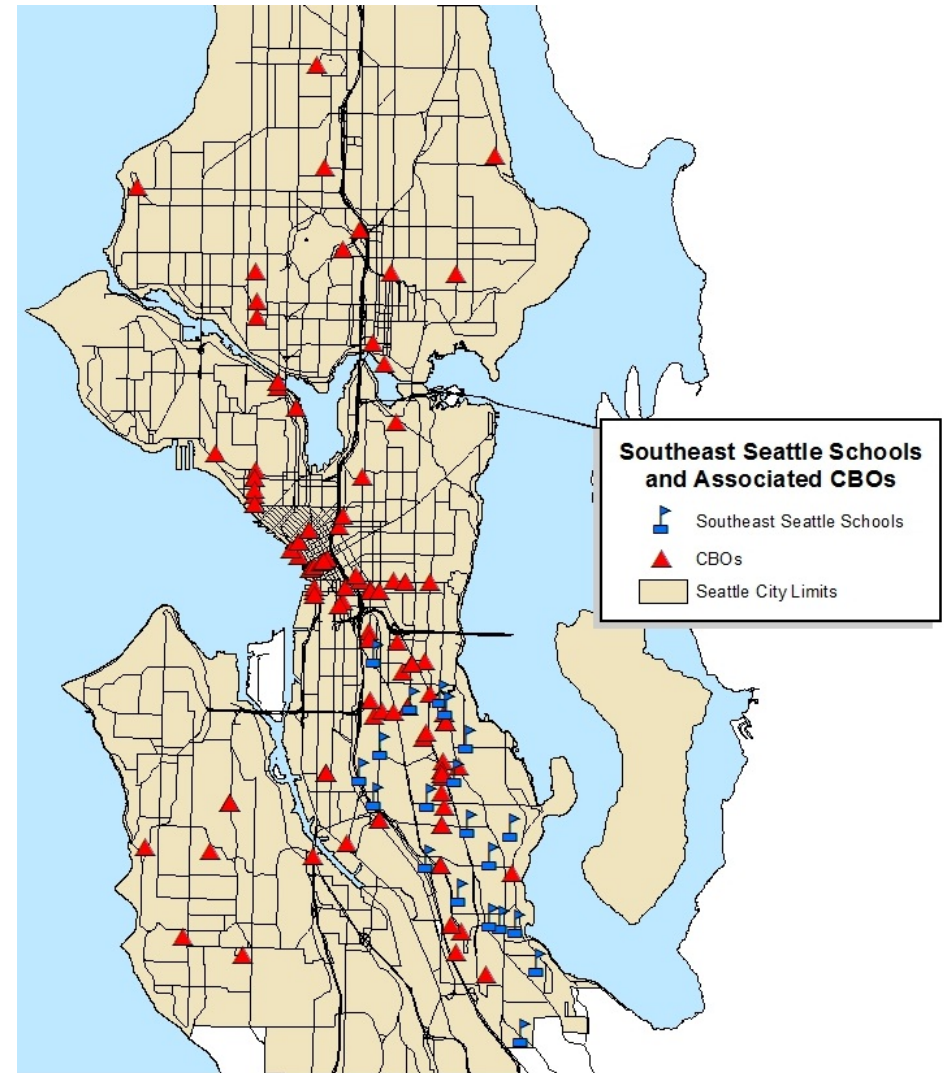 Southeast Seattle Schools
and Associated CBOs
Southeast Seattle Schools
CBOs
Seattle City Limits